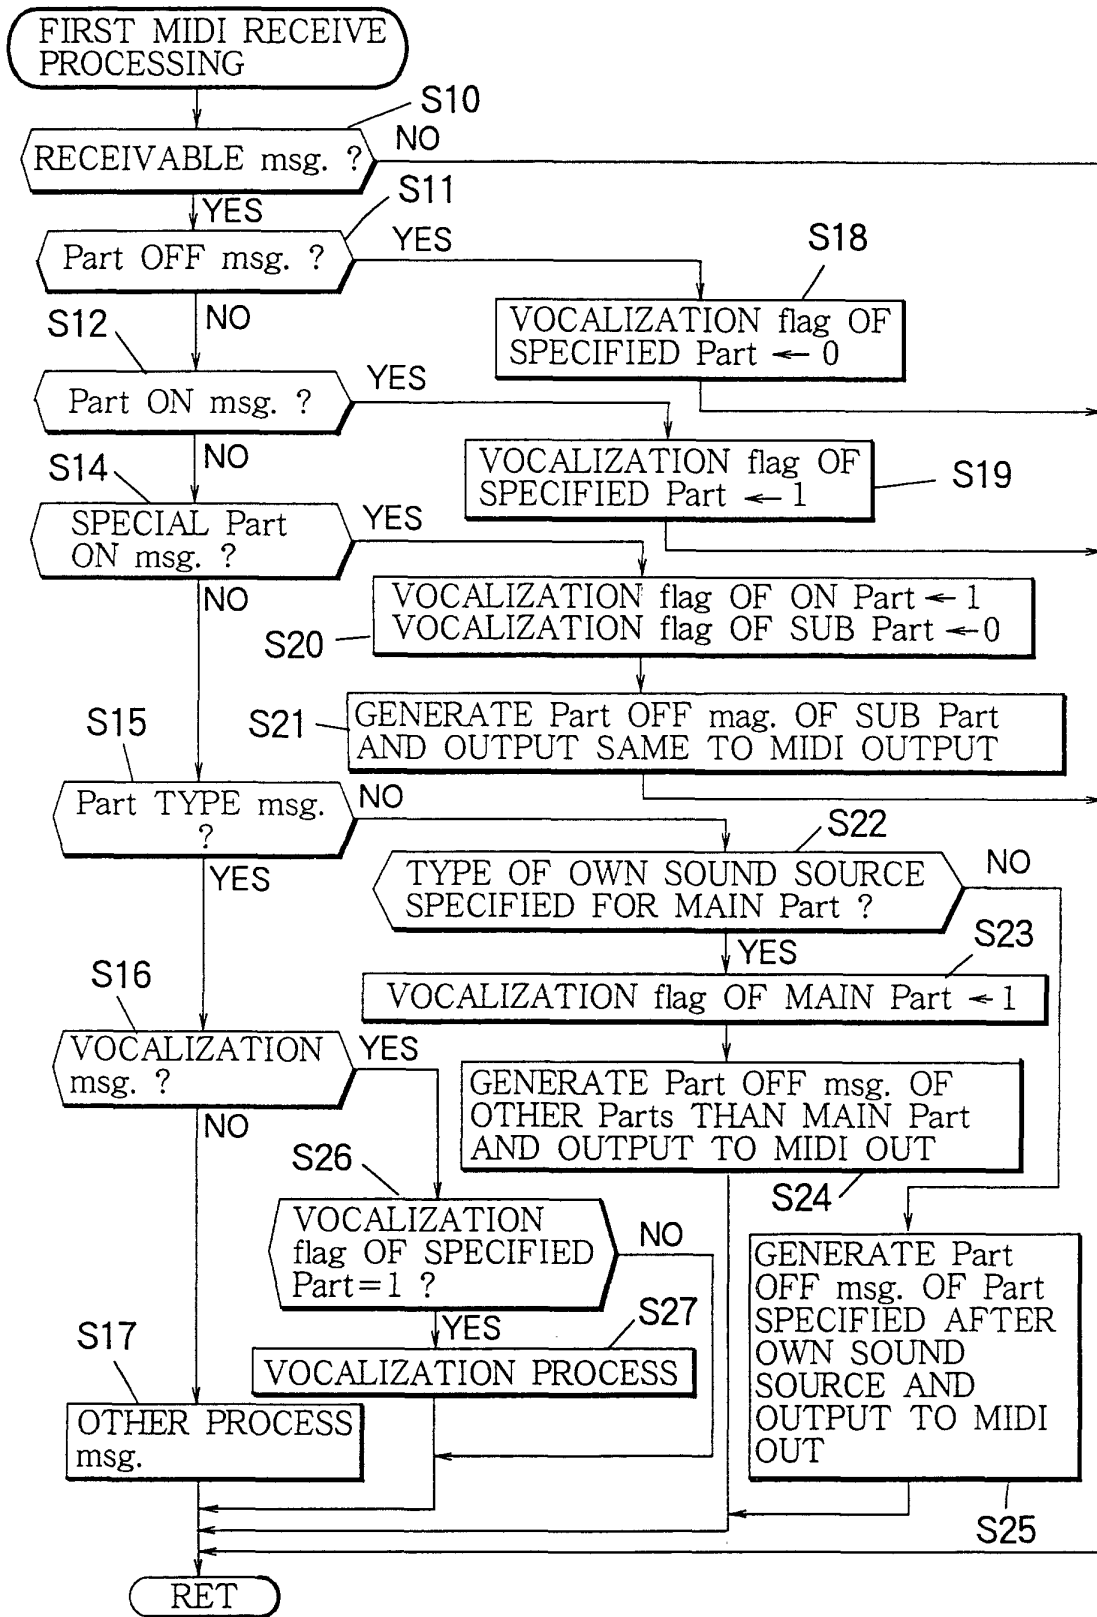 FIRST MIDI RECEIVE
PROCESSING
S10
RECEIVABLE msg. ?
NO
YES
S11
Part OFF msg. ?
YES
S18
VOCALIZATION flag OF
SPECIFIED Part ← 0
NO
S12
Part ON msg. ?
YES
VOCALIZATION flag OF
SPECIFIED Part ← 1
S19
NO
S14
SPECIAL Part
ON msg. ?
YES
NO
VOCALIZATION flag OF ON Part ← 1
VOCALIZATION flag OF SUB Part ← 0
S20
S21
GENERATE Part OFF mag. OF SUB Part
AND OUTPUT SAME TO MIDI OUTPUT
S15
Part TYPE msg.
?
NO
YES
S22
TYPE OF OWN SOUND SOURCE
SPECIFIED FOR MAIN Part ?
NO
YES
S23
VOCALIZATION flag OF MAIN Part ← 1
S16
VOCALIZATION
msg. ?
YES
NO
GENERATE Part OFF msg. OF
OTHER Parts THAN MAIN Part
AND OUTPUT TO MIDI OUT
S24
S26
VOCALIZATION
flag OF SPECIFIED
Part=1 ?
NO
YES
S27
VOCALIZATION PROCESS
GENERATE Part
OFF msg. OF Part
SPECIFIED AFTER
OWN SOUND
SOURCE AND
OUTPUT TO MIDI
OUT
S25
S17
OTHER PROCESS
msg.
RET